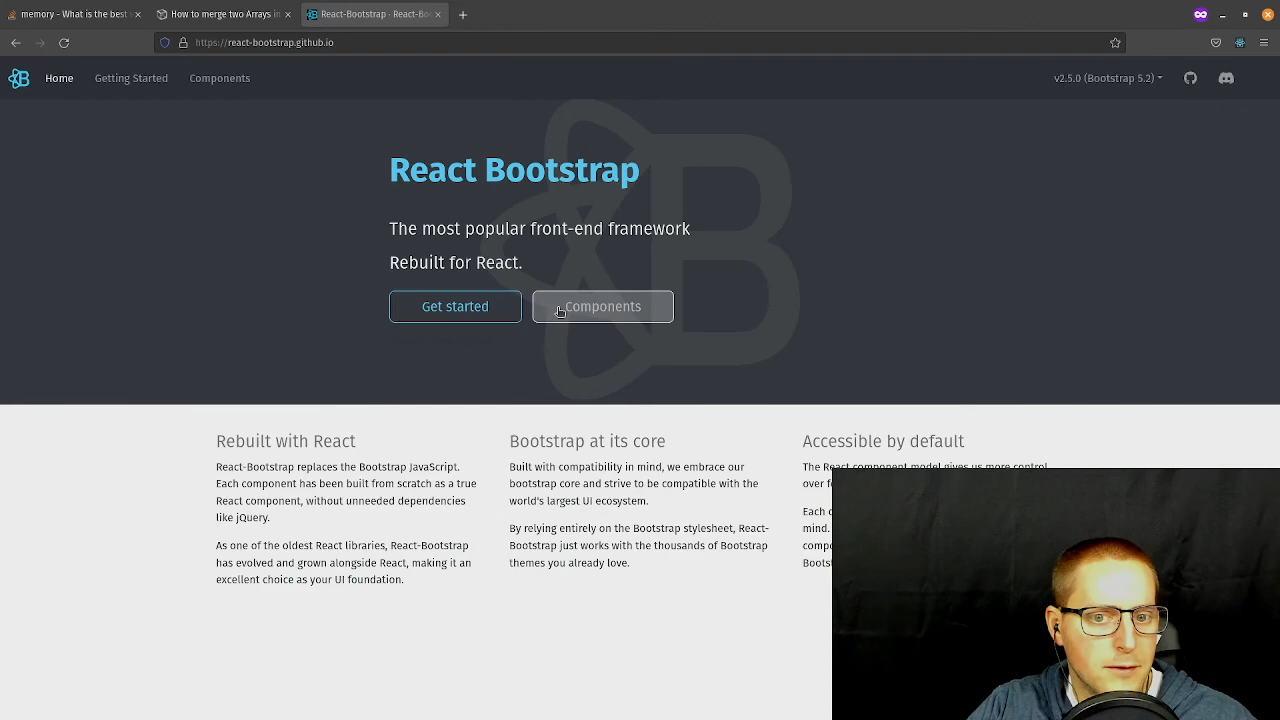 memory - What is the best
How to merge two Arrays in
React-Bootstrap · React-Boo
https://react-bootstrap.github.io
Home
Getting Started
Components
v2.5.0 (Bootstrap 5.2)
React Bootstrap
The most popular front-end framework
Rebuilt for React.
Get started
Components
Rebuilt with React
React-Bootstrap replaces the Bootstrap JavaScript.
Each component has been built from scratch as a true
React component, without unneeded dependencies
like jQuery.
As one of the oldest React libraries, React-Bootstrap
has evolved and grown alongside React, making it an
excellent choice as your UI foundation.
Bootstrap at its core
Built with compatibility in mind, we embrace our
bootstrap core and strive to be compatible with the
world's largest UI ecosystem.
By relying entirely on the Bootstrap stylesheet, React-
Bootstrap just works with the thousands of Bootstrap
themes you already love.
Accessible by default
The React component model gives us more control
over
Each
mind.